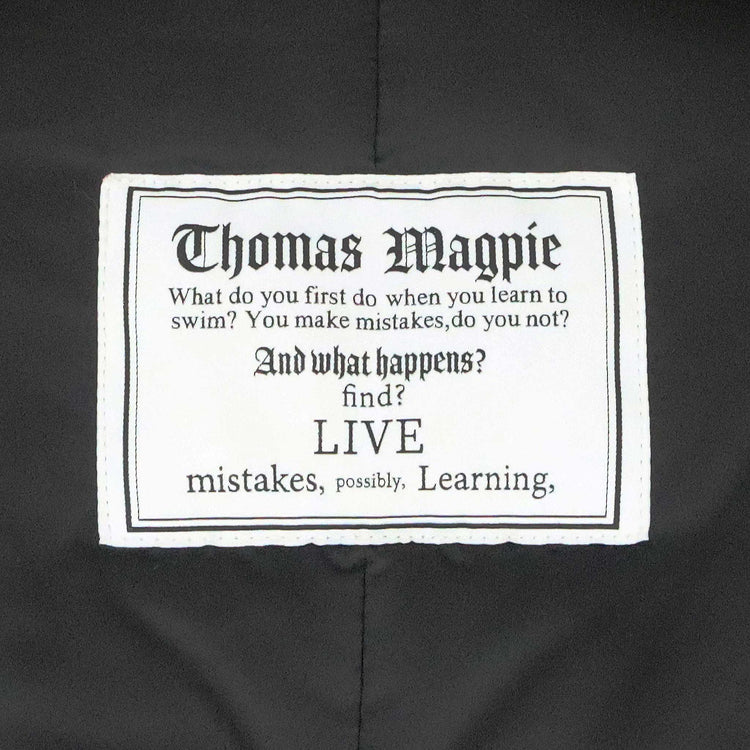 Thomas Magpie
What do you first do when you learn to
swim? You make mistakes,do you not?
And what happens?
find?
LIVE
mistakes, possibly, Learning,